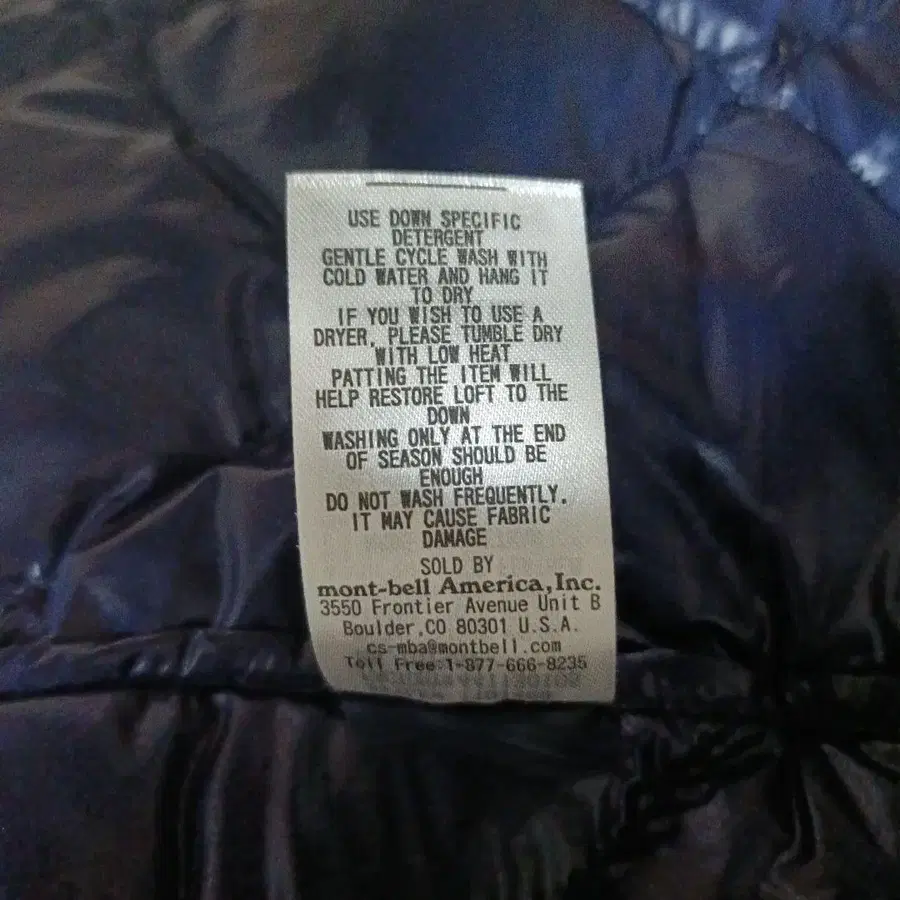 USE DOWN SPECIFIC
DETERGENT
GENTLE CYCLE WASH WITH
COLD WATER AND HANG IT
TO DRY
IF YOU WISH TO USE A
DRYER, PLEASE TUMBLE DRY
WITH LOW HEAT
PATTING THE ITEM WILL
HELP RESTORE LOFT TO THE
DOWN
WASHING ONLY AT THE END
OF SEASON SHOULD BE
ENOUGH
DO NOT WASH FREQUENTLY.
IT MAY CAUSE FABRIC
DAMAGE
SOLD BY
mont-bell America, Inc.
3550 Frontier Avenue Unit B
Boulder,CO 80301 U.S.A.
cs-mba@montbell.com
Toll Free:1-877-666-8235